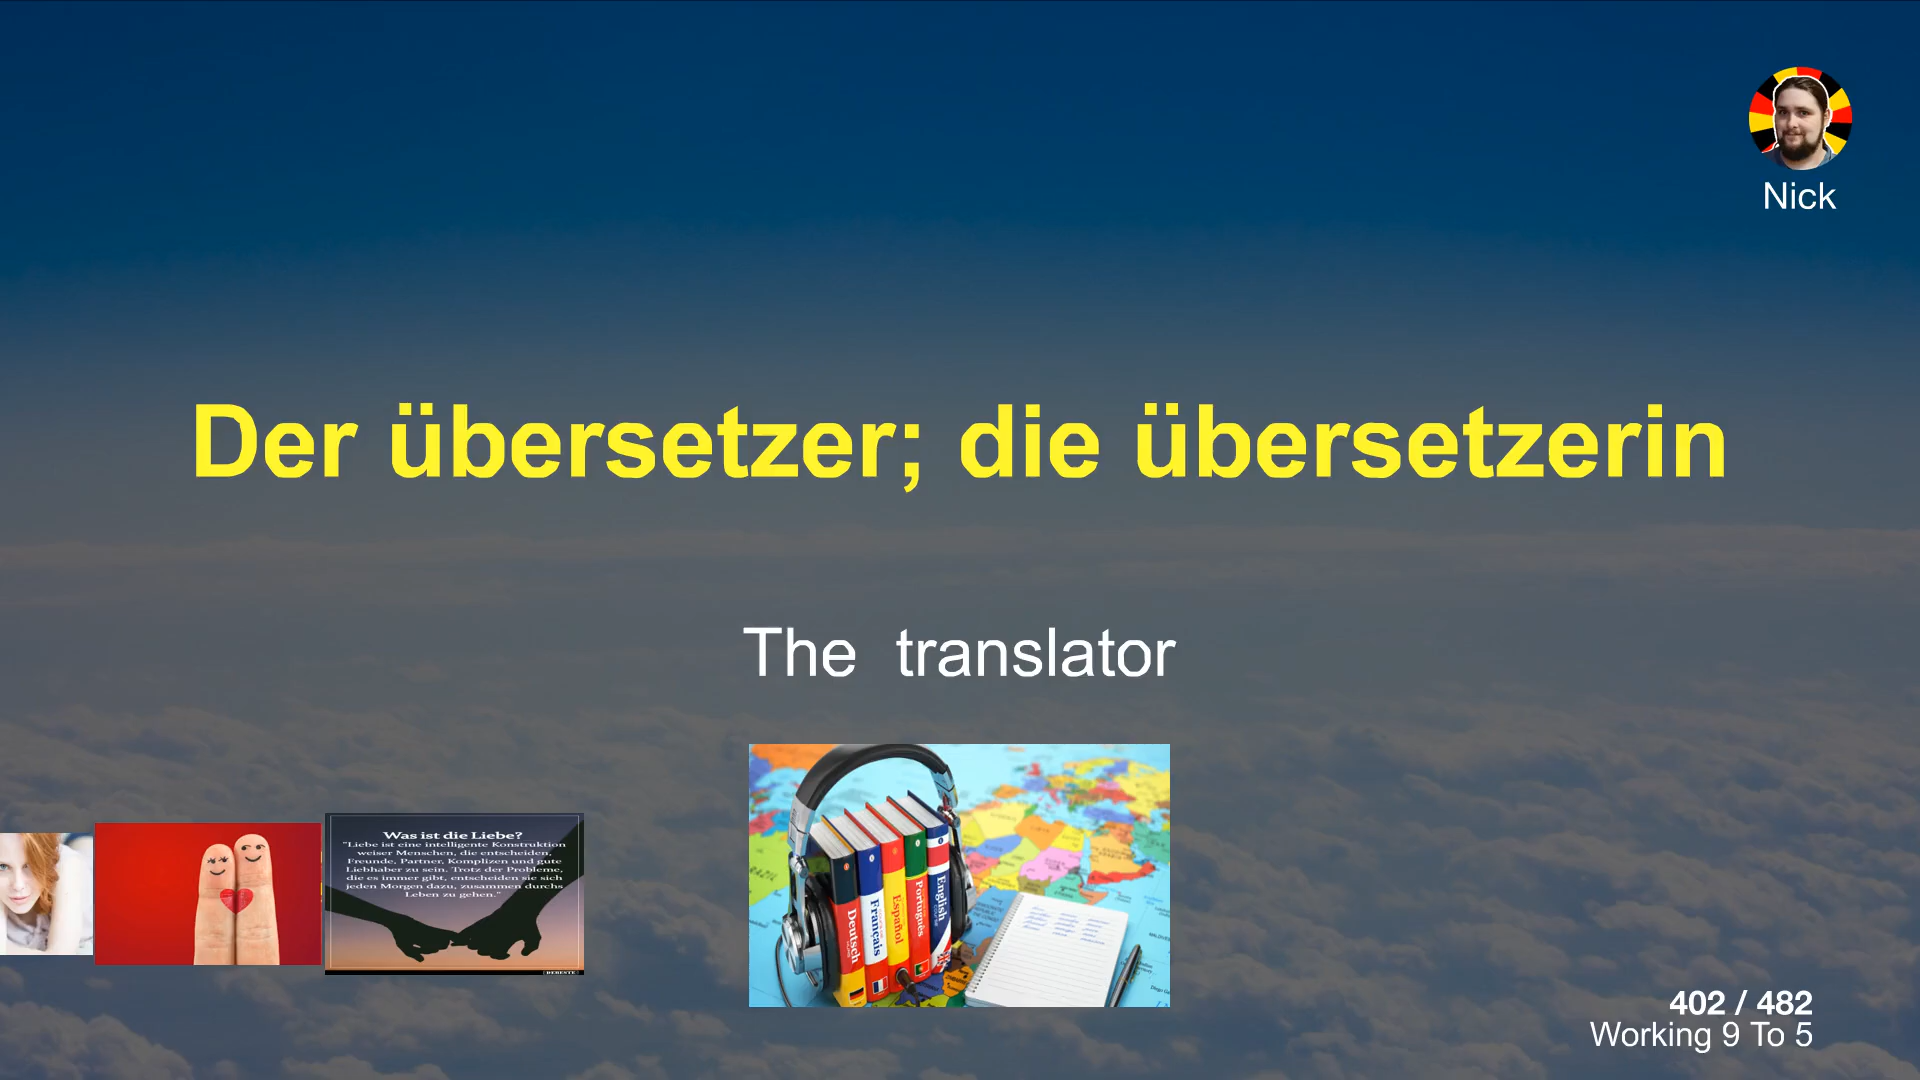 Nick
Der übersetzer; die übersetzerin
The translator
Was ist die Liebe?
"Liebe ist eine intelligente Konstruktion
weiser Menschen, die entscheiden,
Freunde, Partner, Komplizen und gute
Liebhaber zu sein. Trotz der Probleme,
die es immer gibt, entscheiden sie sich
jeden Morgen dazu, zusammen durchs
Leben zu gehen."
DEBESTE
Deutsch
Français
Español
Português
English
402 / 482
Working 9 To 5